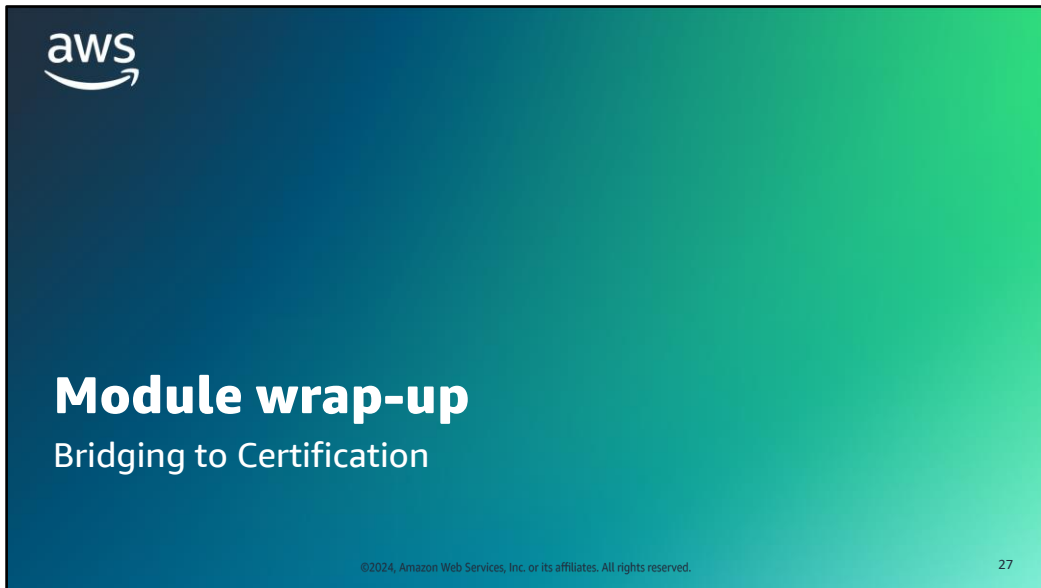 aws
Module wrap-up
Bridging to Certification
©2024, Amazon Web Services, Inc. or its affiliates. All rights reserved.
27